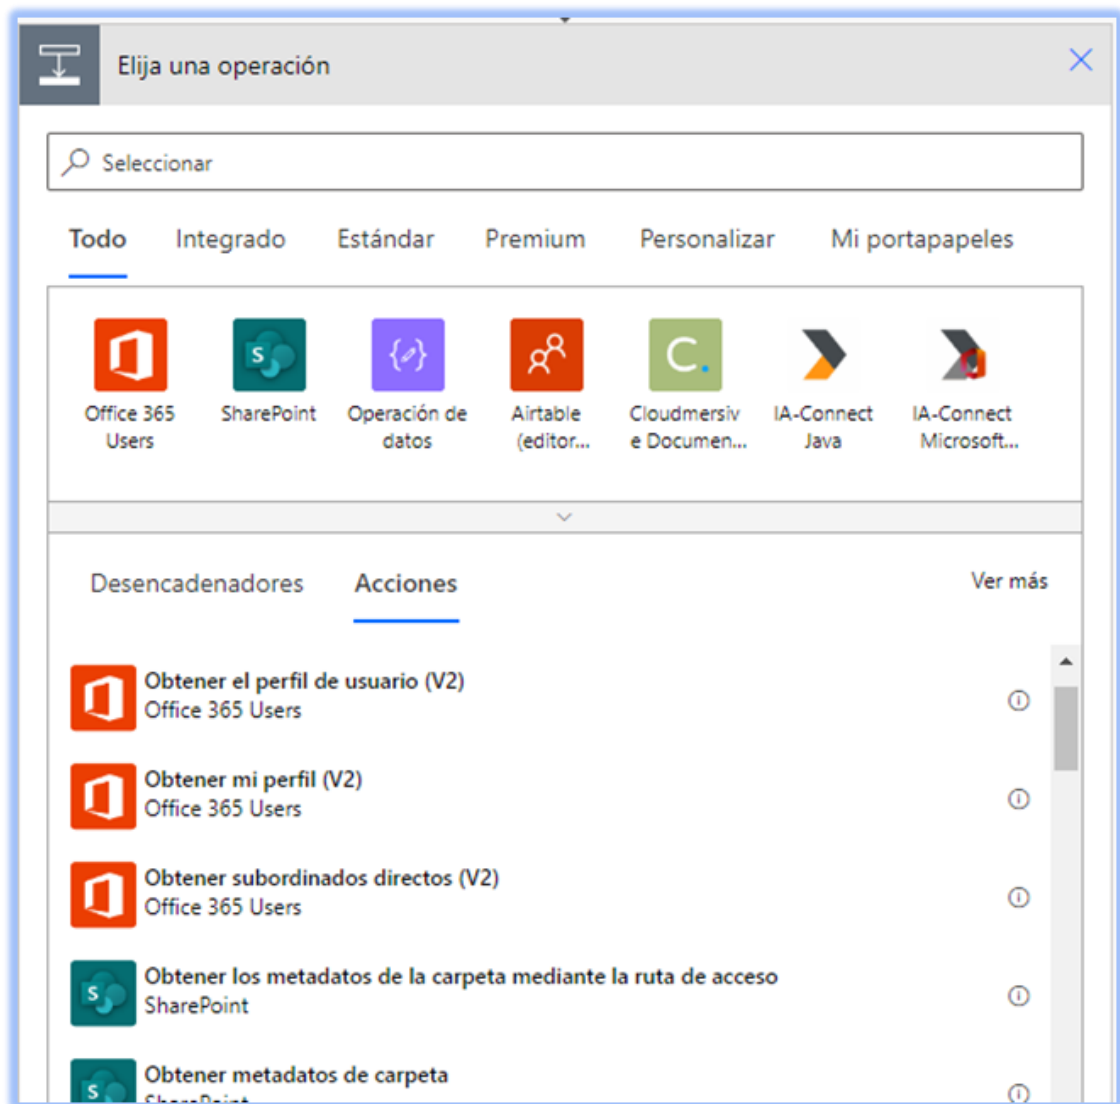 Elija una operación
Seleccionar
Todo Integrado Estándar Premium Personalizar Mi portapapeles
Office 365 Users
SharePoint
Operación de datos
Airtable (editor...
Cloudmersiv e Documen...
IA-Connect Java
IA-Connect Microsoft...
Desencadenadores Acciones Ver más
Obtener el perfil de usuario (V2)
Office 365 Users
Obtener mi perfil (V2)
Office 365 Users
Obtener subordinados directos (V2)
Office 365 Users
Obtener los metadatos de la carpeta mediante la ruta de acceso
SharePoint
Obtener metadatos de carpeta
SharePoint